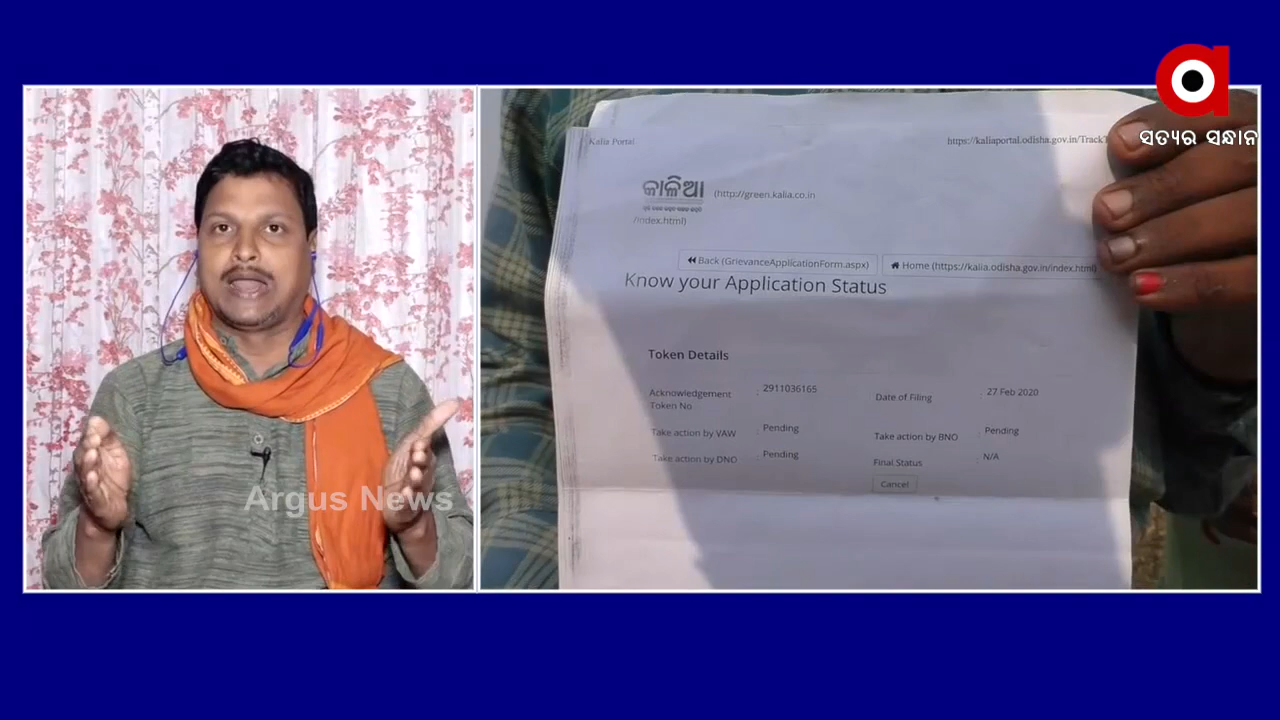 ସତ୍ୟର ସନ୍ଧାନ
Argus News
Kalia Portal
https://kaliaportal.odisha.gov.in/TrackT
କାଳିଆ (http://green.kalia.co.in
/index.html)
Back (GrievanceApplicationForm.aspx) Home (https://kalia.odisha.gov.in/index.html)
Know your Application Status
Token Details
Acknowledgement Token No : 2911036165 Date of Filing : 27 Feb 2020
Take action by VAW : Pending Take action by BNO : Pending
Take action by DNO : Pending Final Status : N/A
Cancel